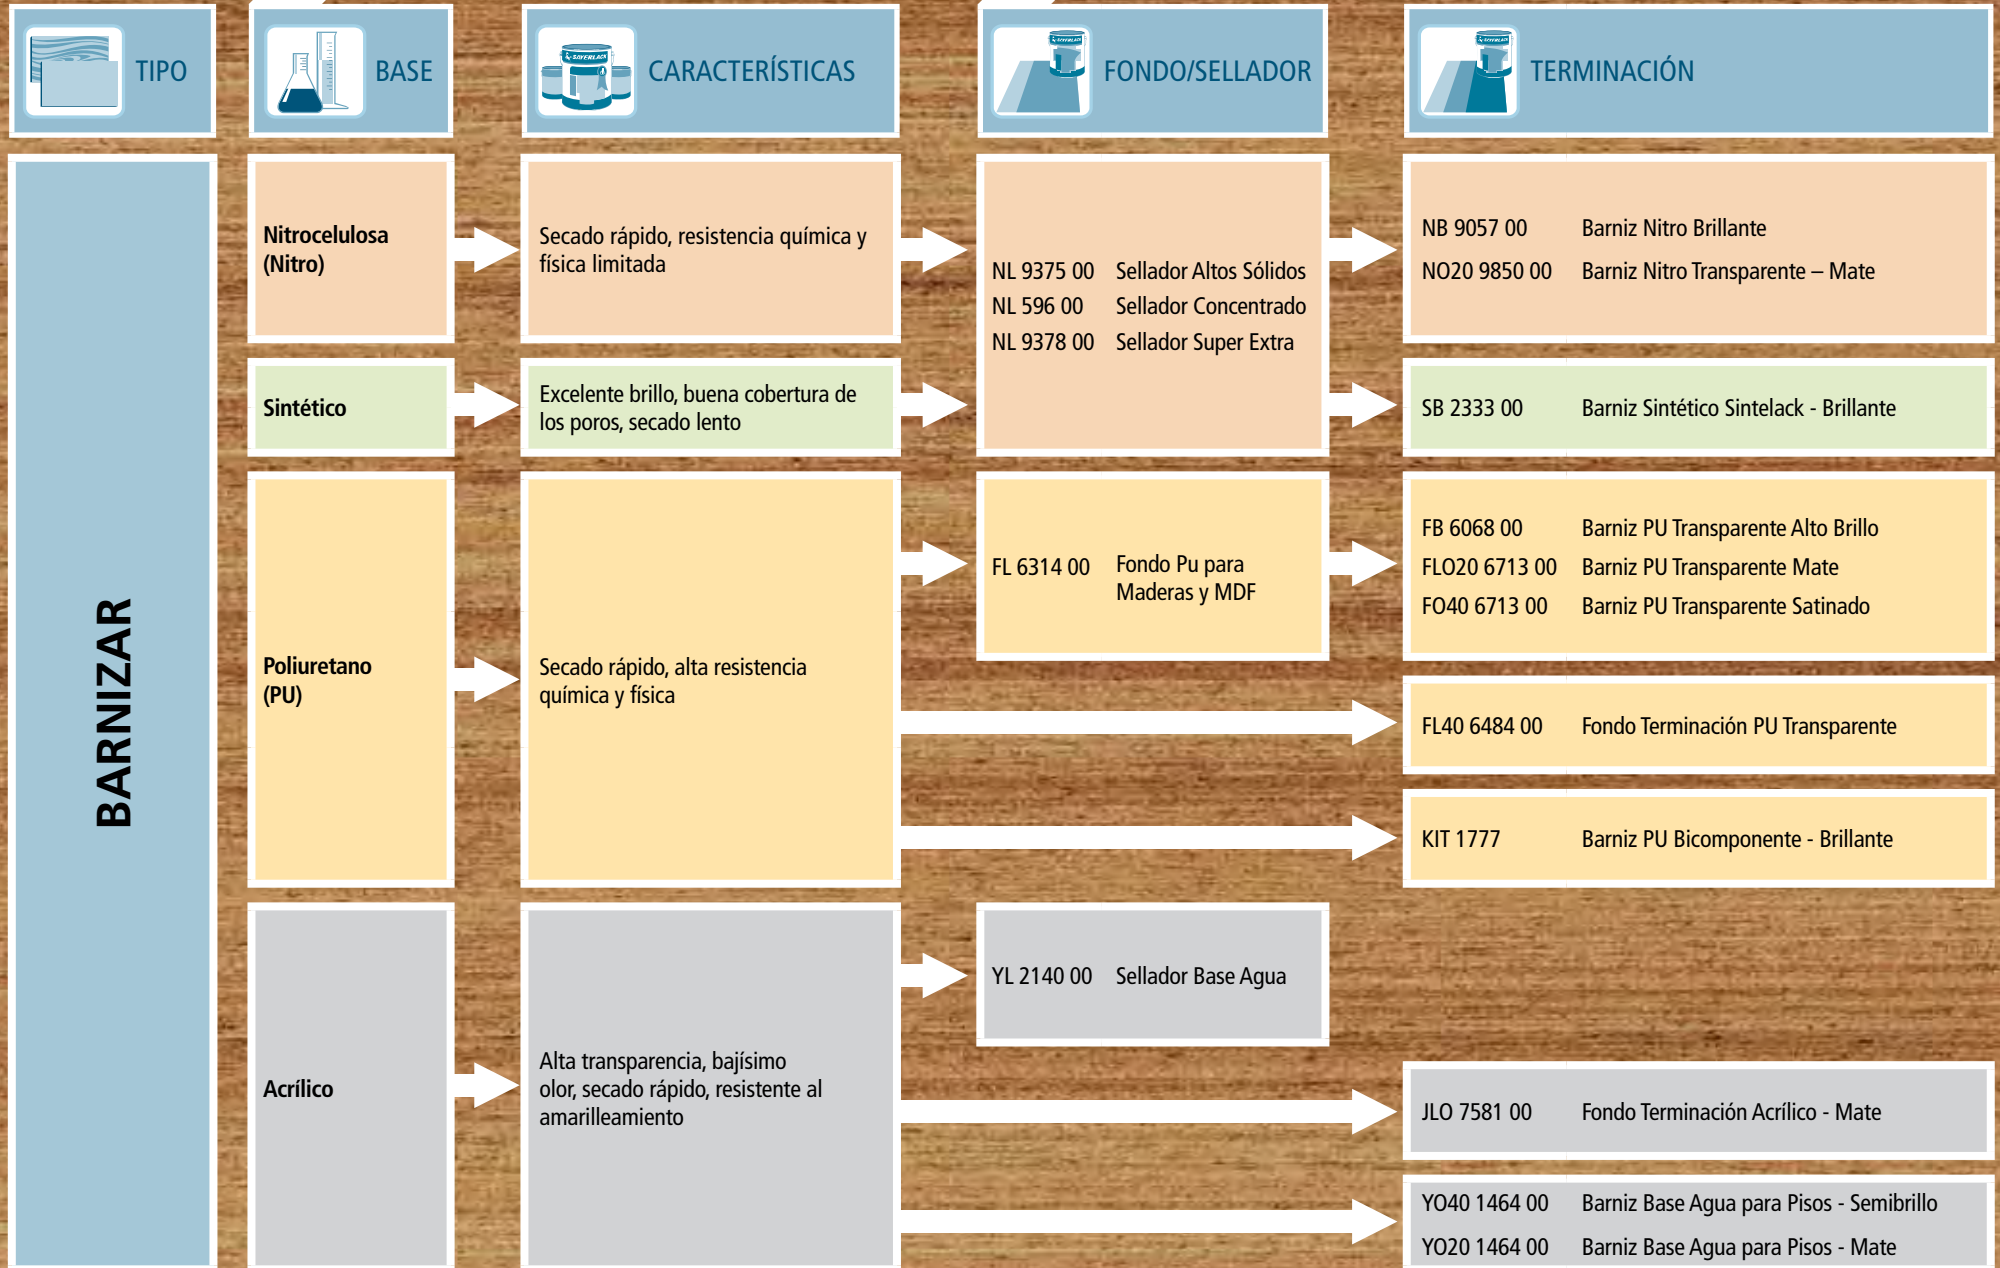 TIPO
BASE
SAYERLACK
CARACTERÍSTICAS
SAYERLACK
FONDO/SELLADOR
SAYERLACK
TERMINACIÓN
BARNIZAR
Nitrocelulosa
(Nitro)
Secado rápido, resistencia química y
física limitada
NL 9375 00 Sellador Altos Sólidos
NL 596 00 Sellador Concentrado
NL 9378 00 Sellador Super Extra
NB 9057 00 Barniz Nitro Brillante
NO20 9850 00 Barniz Nitro Transparente – Mate
Sintético
Excelente brillo, buena cobertura de
los poros, secado lento
SB 2333 00 Barniz Sintético Sintelack - Brillante
Poliuretano
(PU)
Secado rápido, alta resistencia
química y física
FL 6314 00 Fondo Pu para
Maderas y MDF
FB 6068 00 Barniz PU Transparente Alto Brillo
FLO20 6713 00 Barniz PU Transparente Mate
FO40 6713 00 Barniz PU Transparente Satinado
FL40 6484 00 Fondo Terminación PU Transparente
KIT 1777 Barniz PU Bicomponente - Brillante
Acrílico
Alta transparencia, bajísimo
olor, secado rápido, resistente al
amarilleamiento
YL 2140 00 Sellador Base Agua
JLO 7581 00 Fondo Terminación Acrílico - Mate
YO40 1464 00 Barniz Base Agua para Pisos - Semibrillo
YO20 1464 00 Barniz Base Agua para Pisos - Mate